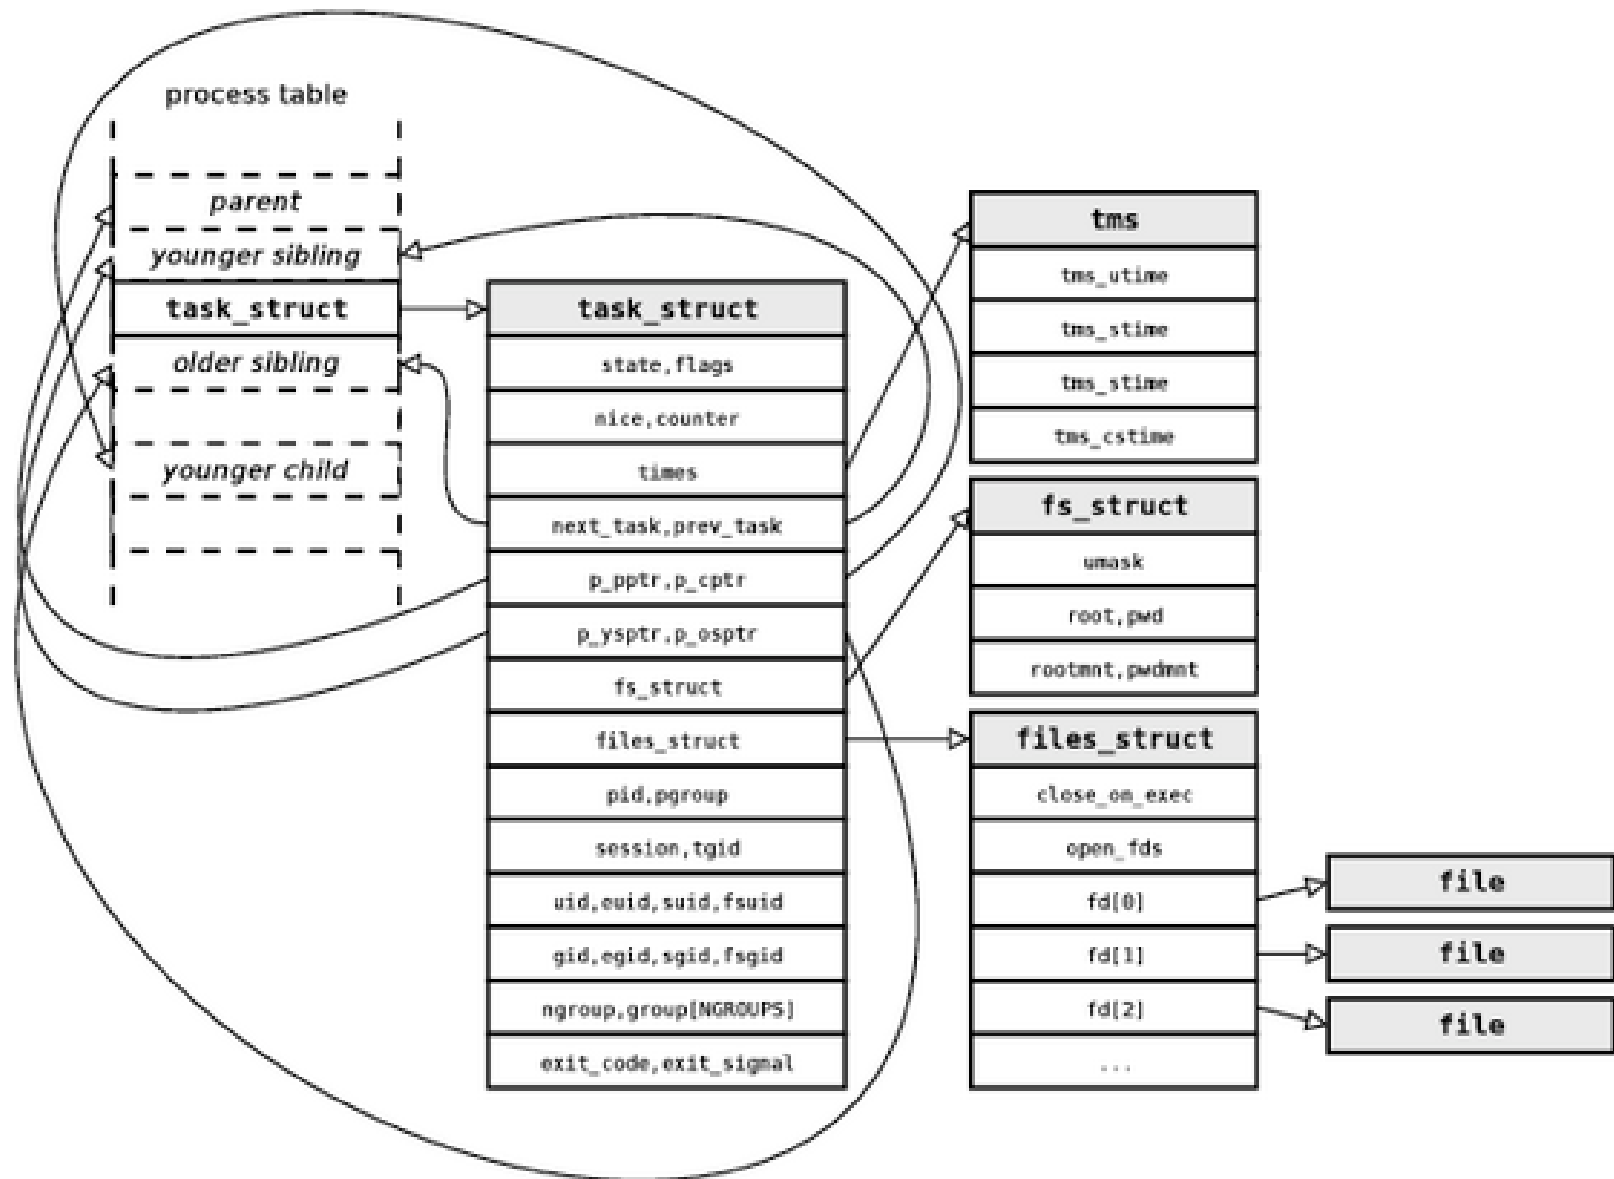 process table
parent
younger sibling
task_struct
older sibling
younger child
task_struct
state,flags
nice,counter
times
next_task,prev_task
p_pptr,p_cptr
p_ysptr,p_osptr
fs_struct
files_struct
pid,pgroup
session,tgid
uid,euid,suid,fsuid
gid,egid,sgid,fsgid
ngroup,group[NGROUPS]
exit_code,exit_signal
tms
tms_utime
tms_stime
tms_stime
tms_cstime
fs_struct
umask
root,pwd
rootmnt,pwdmnt
files_struct
close_on_exec
open_fds
fd[0]
fd[1]
fd[2]
...
file
file
file